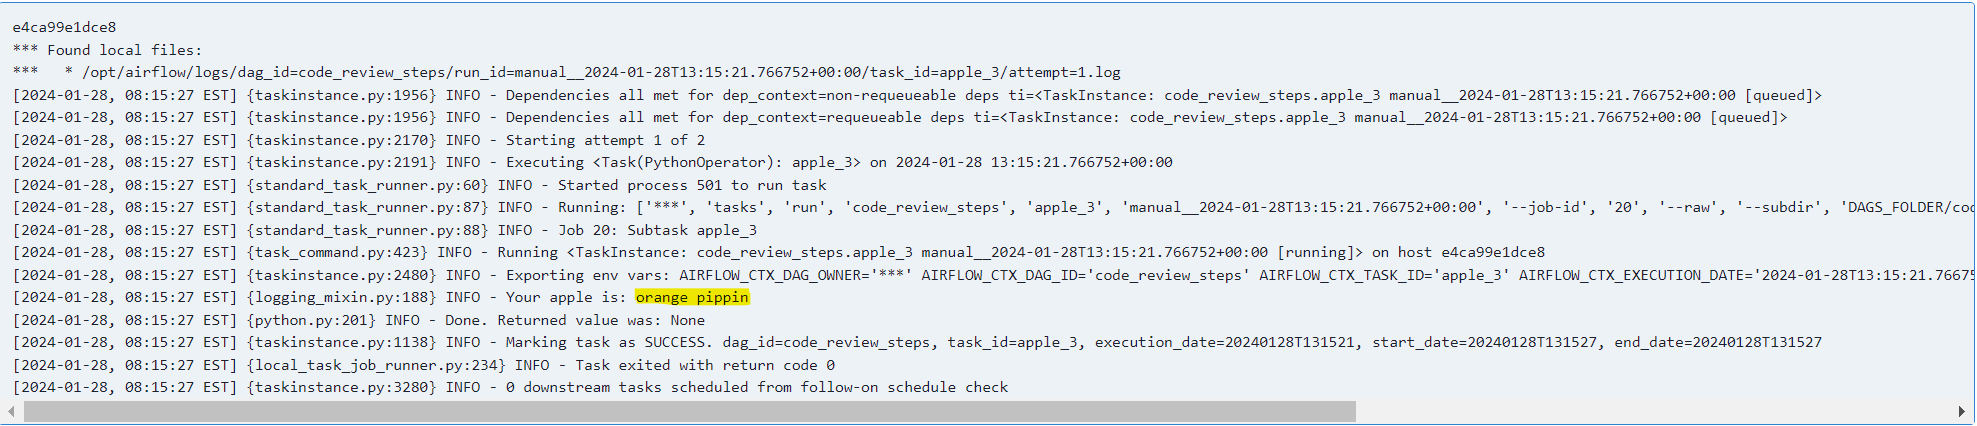 e4ca99e1dce8
*** Found local files:
***   * /opt/airflow/logs/dag_id=code_review_steps/run_id=manual__2024-01-28T13:15:21.766752+00:00/task_id=apple_3/attempt=1.log
[2024-01-28, 08:15:27 EST] {taskinstance.py:1956} INFO - Dependencies all met for dep_context=non-requeueable deps ti=<TaskInstance: code_review_steps.apple_3 manual__2024-01-28T13:15:21.766752+00:00 [queued]>
[2024-01-28, 08:15:27 EST] {taskinstance.py:1956} INFO - Dependencies all met for dep_context=requeueable deps ti=<TaskInstance: code_review_steps.apple_3 manual__2024-01-28T13:15:21.766752+00:00 [queued]>
[2024-01-28, 08:15:27 EST] {taskinstance.py:2170} INFO - Starting attempt 1 of 2
[2024-01-28, 08:15:27 EST] {taskinstance.py:2191} INFO - Executing <Task(PythonOperator): apple_3> on 2024-01-28 13:15:21.766752+00:00
[2024-01-28, 08:15:27 EST] {standard_task_runner.py:60} INFO - Started process 501 to run task
[2024-01-28, 08:15:27 EST] {standard_task_runner.py:87} INFO - Running: ['***', 'tasks', 'run', 'code_review_steps', 'apple_3', 'manual__2024-01-28T13:15:21.766752+00:00', '--job-id', '20', '--raw', '--subdir', 'DAGS_FOLDER/cod
[2024-01-28, 08:15:27 EST] {standard_task_runner.py:88} INFO - Job 20: Subtask apple_3
[2024-01-28, 08:15:27 EST] {task_command.py:423} INFO - Running <TaskInstance: code_review_steps.apple_3 manual__2024-01-28T13:15:21.766752+00:00 [running]> on host e4ca99e1dce8
[2024-01-28, 08:15:27 EST] {taskinstance.py:2480} INFO - Exporting env vars: AIRFLOW_CTX_DAG_OWNER='***' AIRFLOW_CTX_DAG_ID='code_review_steps' AIRFLOW_CTX_TASK_ID='apple_3' AIRFLOW_CTX_EXECUTION_DATE='2024-01-28T13:15:21.7667
[2024-01-28, 08:15:27 EST] {logging_mixin.py:188} INFO - Your apple is: orange pippin
[2024-01-28, 08:15:27 EST] {python.py:201} INFO - Done. Returned value was: None
[2024-01-28, 08:15:27 EST] {taskinstance.py:1138} INFO - Marking task as SUCCESS. dag_id=code_review_steps, task_id=apple_3, execution_date=20240128T131521, start_date=20240128T131527, end_date=20240128T131527
[2024-01-28, 08:15:27 EST] {local_task_job_runner.py:234} INFO - Task exited with return code 0
[2024-01-28, 08:15:27 EST] {taskinstance.py:3280} INFO - 0 downstream tasks scheduled from follow-on schedule check